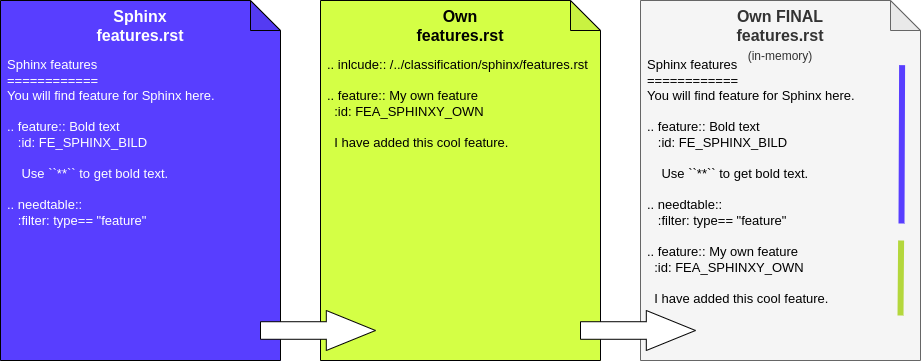 Sphinx
features.rst
Sphinx features
============
You will find feature for Sphinx here.
.. feature:: Bold text
:id: FE_SPHINX_BILD
Use ``**`` to get bold text.
.. needtable::
:filter: type== "feature"
Own
features.rst
.. inlcude:: /../classification/sphinx/features.rst
.. feature:: My own feature
:id: FEA_SPHINXY_OWN
I have added this cool feature.
Own FINAL
features.rst
(in-memory)
Sphinx features
============
You will find feature for Sphinx here.
.. feature:: Bold text
:id: FE_SPHINX_BILD
Use ``**`` to get bold text.
.. needtable::
:filter: type== "feature"
.. feature:: My own feature
:id: FEA_SPHINXY_OWN
I have added this cool feature.